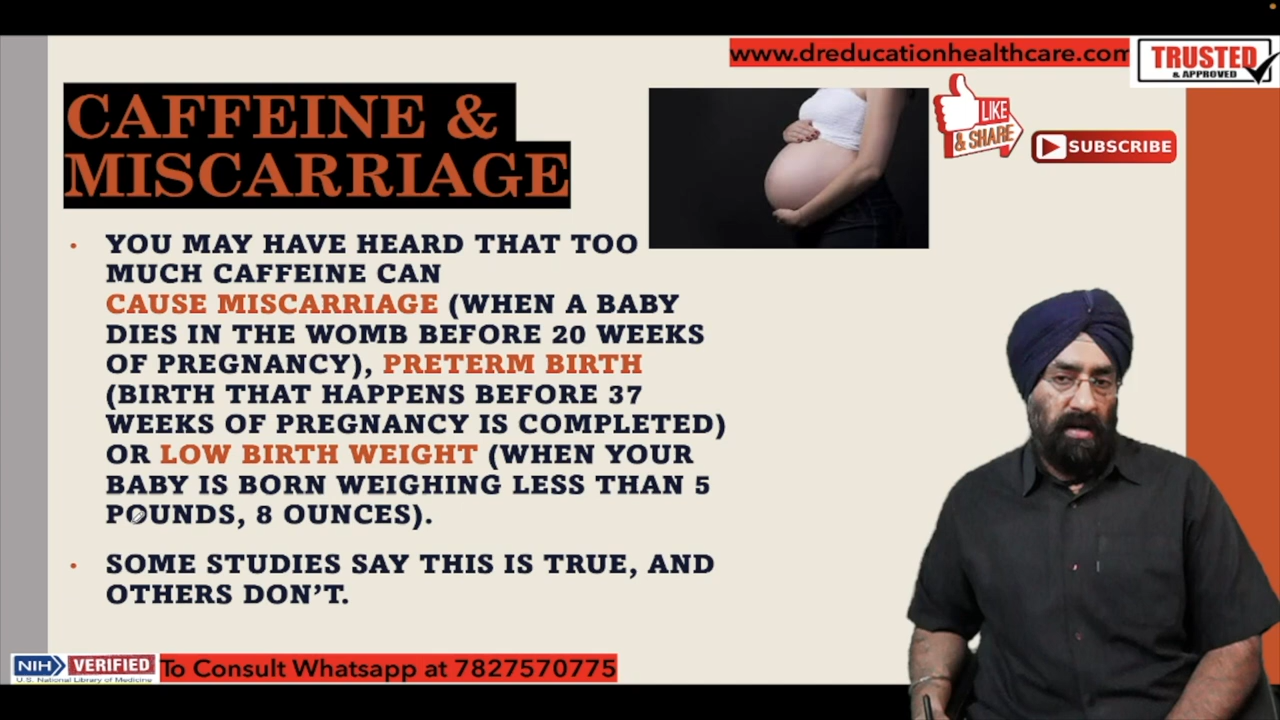 www.dreducationhealthcare.com
TRUSTED
& APPROVED
CAFFEINE &
MISCARRIAGE
LIKE
& SHARE
SUBSCRIBE
• YOU MAY HAVE HEARD THAT TOO
MUCH CAFFEINE CAN
CAUSE MISCARRIAGE (WHEN A BABY
DIES IN THE WOMB BEFORE 20 WEEKS
OF PREGNANCY), PRETERM BIRTH
(BIRTH THAT HAPPENS BEFORE 37
WEEKS OF PREGNANCY IS COMPLETED)
OR LOW BIRTH WEIGHT (WHEN YOUR
BABY IS BORN WEIGHING LESS THAN 5
POUNDS, 8 OUNCES).
• SOME STUDIES SAY THIS IS TRUE, AND
OTHERS DON'T.
NIH VERIFIED
U.S. National Library of Medicine
To Consult Whatsapp at 7827570775